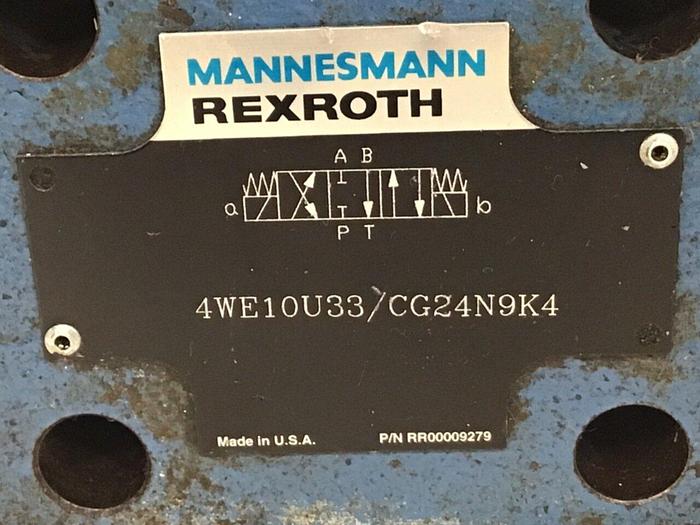 MANNESMANN
REXROTH
A B
a b
P T
4WE10U33/CG24N9K4
Made in U.S.A. P/N RR00009279